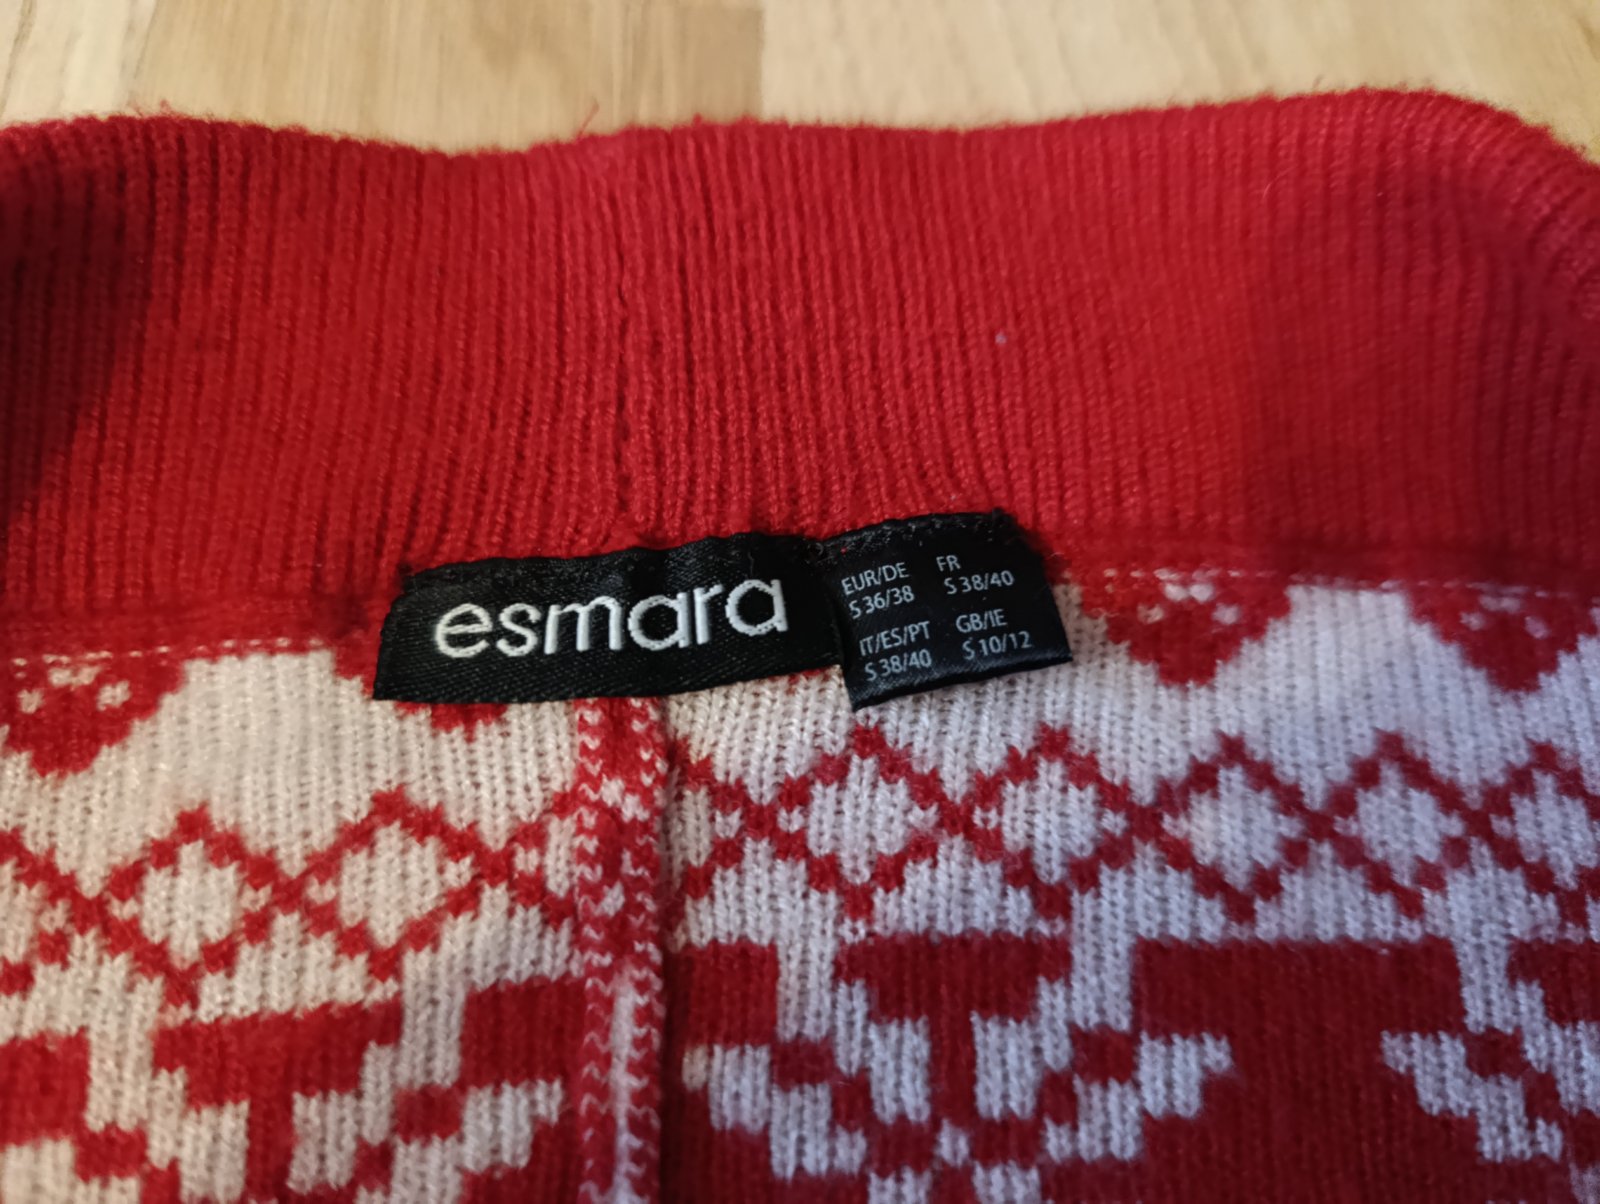 esmara
EUR/DE
S 36/38
FR
S 38/40
IT/ES/PT
S 38/40
GB/IE
S 10/12